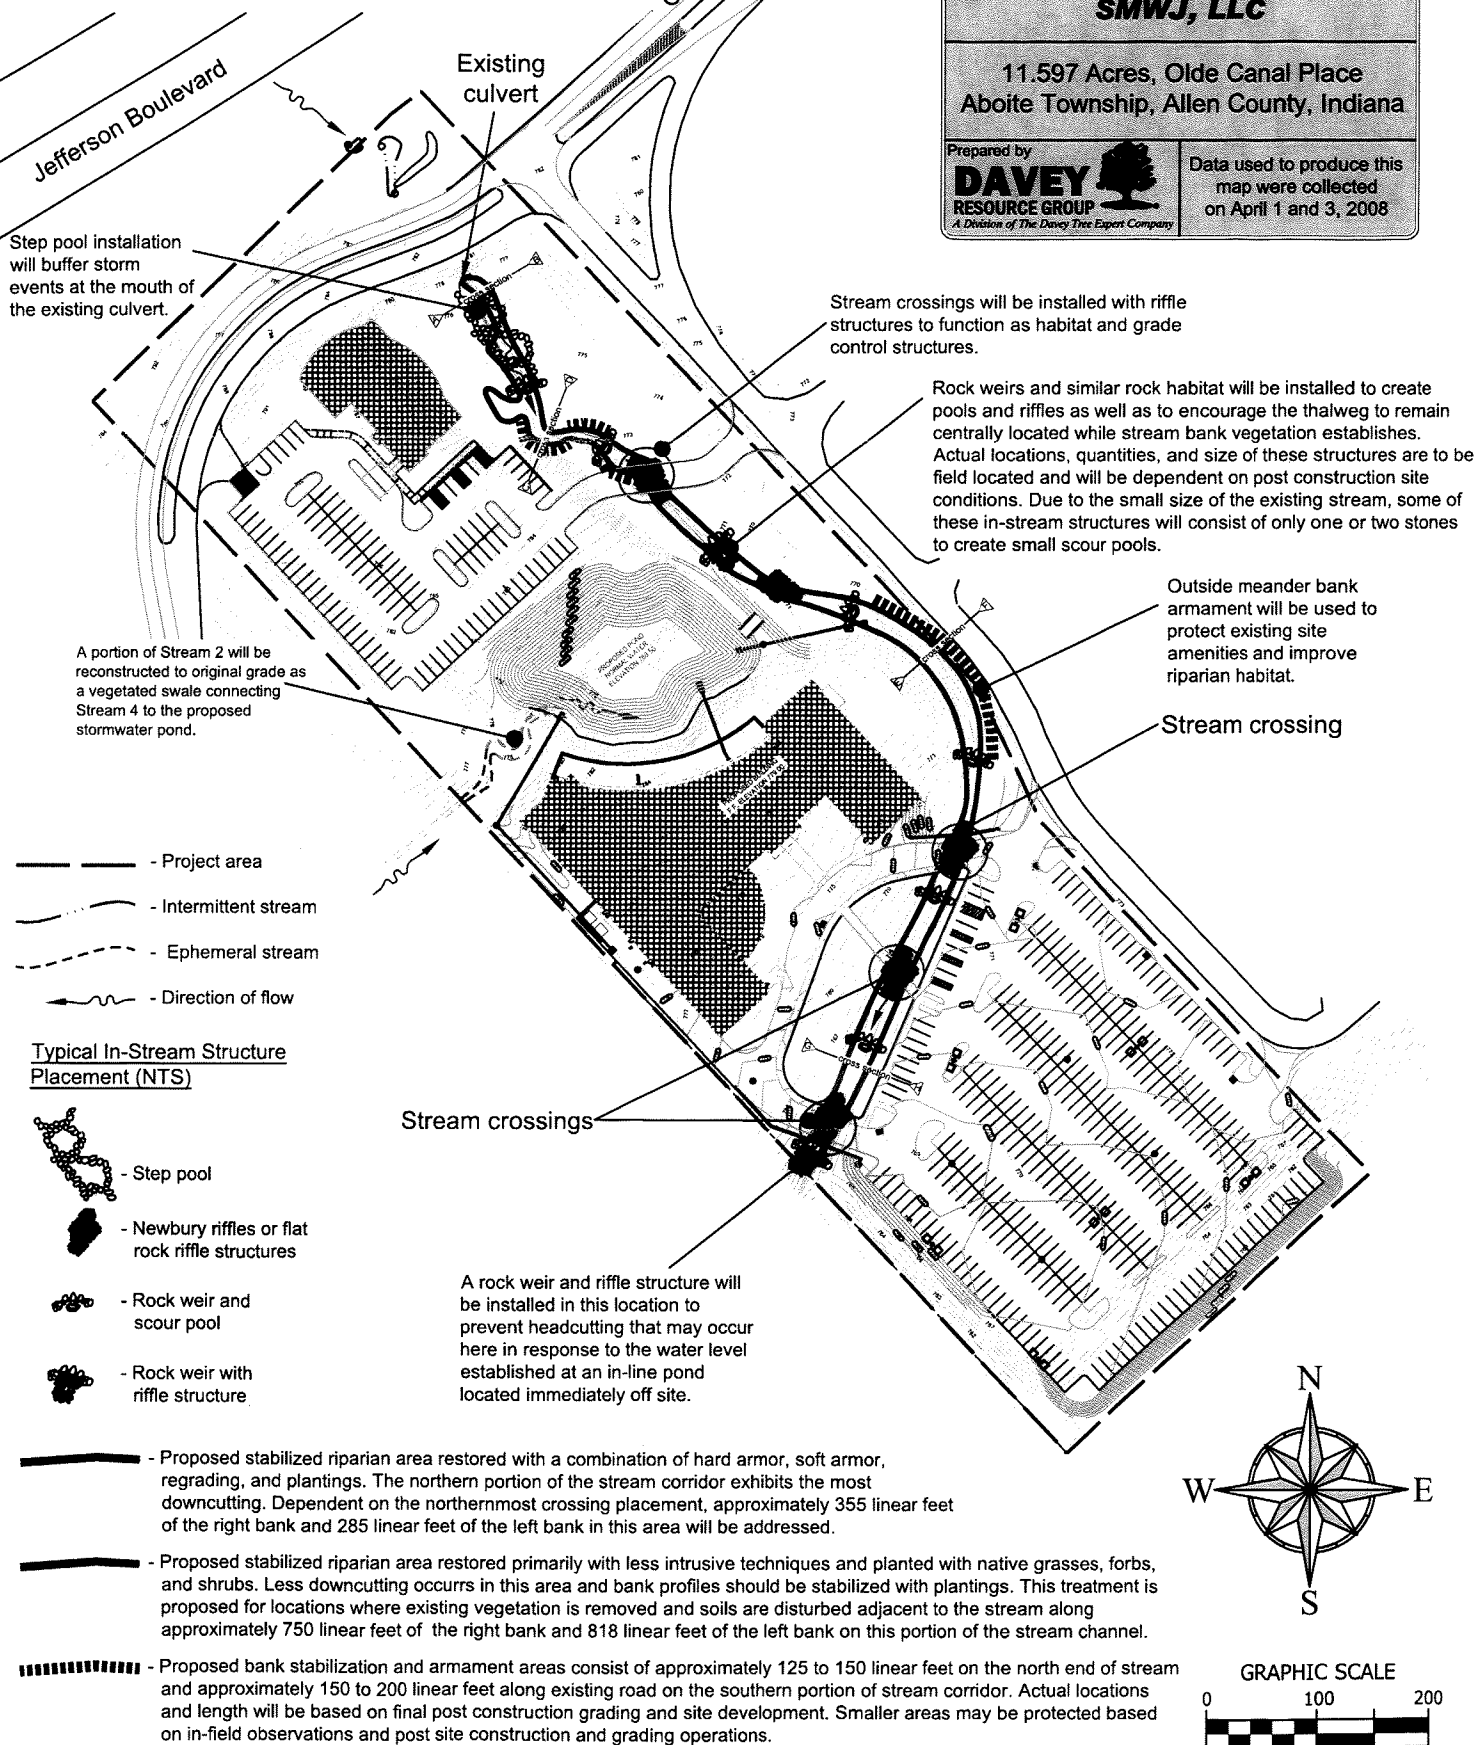 SMWJ, LLC
11.597 Acres, Olde Canal Place
Aboite Township, Allen County, Indiana
Prepared by
DAVEY
RESOURCE GROUP
A Division of The Davey Tree Expert Company
Data used to produce this
map were collected
on April 1 and 3, 2008
Jefferson Boulevard
Existing
culvert
Step pool installation
will buffer storm
events at the mouth of
the existing culvert.
Stream crossings will be installed with riffle
structures to function as habitat and grade
control structures.
Rock weirs and similar rock habitat will be installed to create
pools and riffles as well as to encourage the thalweg to remain
centrally located while stream bank vegetation establishes.
Actual locations, quantities, and size of these structures are to be
field located and will be dependent on post construction site
conditions. Due to the small size of the existing stream, some of
these in-stream structures will consist of only one or two stones
to create small scour pools.
Outside meander bank
armament will be used to
protect existing site
amenities and improve
riparian habitat.
A portion of Stream 2 will be
reconstructed to original grade as
a vegetated swale connecting
Stream 4 to the proposed
stormwater pond.
PROPOSED POND
NORMAL WATER
Stream crossing
cross section
cross section
cross section
cross section
- Project area
- Intermittent stream
- Ephemeral stream
- Direction of flow
Typical In-Stream Structure
Placement (NTS)
- Step pool
- Newbury riffles or flat
rock riffle structures
- Rock weir and
scour pool
- Rock weir with
riffle structure
Stream crossings
A rock weir and riffle structure will
be installed in this location to
prevent headcutting that may occur
here in response to the water level
established at an in-line pond
located immediately off site.
N
W
E
S
- Proposed stabilized riparian area restored with a combination of hard armor, soft armor,
regrading, and plantings. The northern portion of the stream corridor exhibits the most
downcutting. Dependent on the northernmost crossing placement, approximately 355 linear feet
of the right bank and 285 linear feet of the left bank in this area will be addressed.
- Proposed stabilized riparian area restored primarily with less intrusive techniques and planted with native grasses, forbs,
and shrubs. Less downcutting occurrs in this area and bank profiles should be stabilized with plantings. This treatment is
proposed for locations where existing vegetation is removed and soils are disturbed adjacent to the stream along
approximately 750 linear feet of the right bank and 818 linear feet of the left bank on this portion of the stream channel.
- Proposed bank stabilization and armament areas consist of approximately 125 to 150 linear feet on the north end of stream
and approximately 150 to 200 linear feet along existing road on the southern portion of stream corridor. Actual locations
and length will be based on final post construction grading and site development. Smaller areas may be protected based
on in-field observations and post site construction and grading operations.
GRAPHIC SCALE
0 100 200